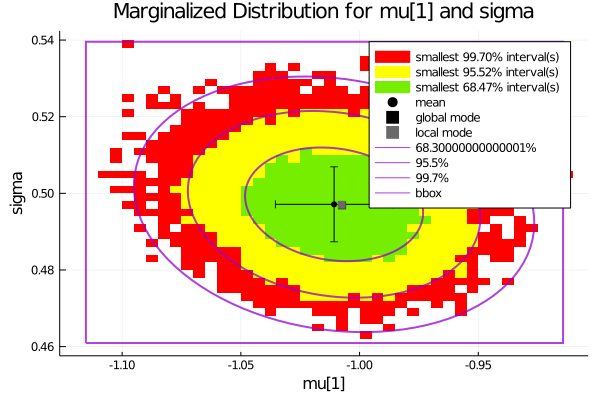 Marginalized Distribution for mu[1] and sigma
0.54
0.52
0.50
0.48
0.46
sigma
smallest 99.70% interval(s)
smallest 95.52% interval(s)
smallest 68.47% interval(s)
mean
global mode
local mode
68.30000000000001%
95.5%
99.7%
bbox
-1.10
-1.05
-1.00
-0.95
mu[1]